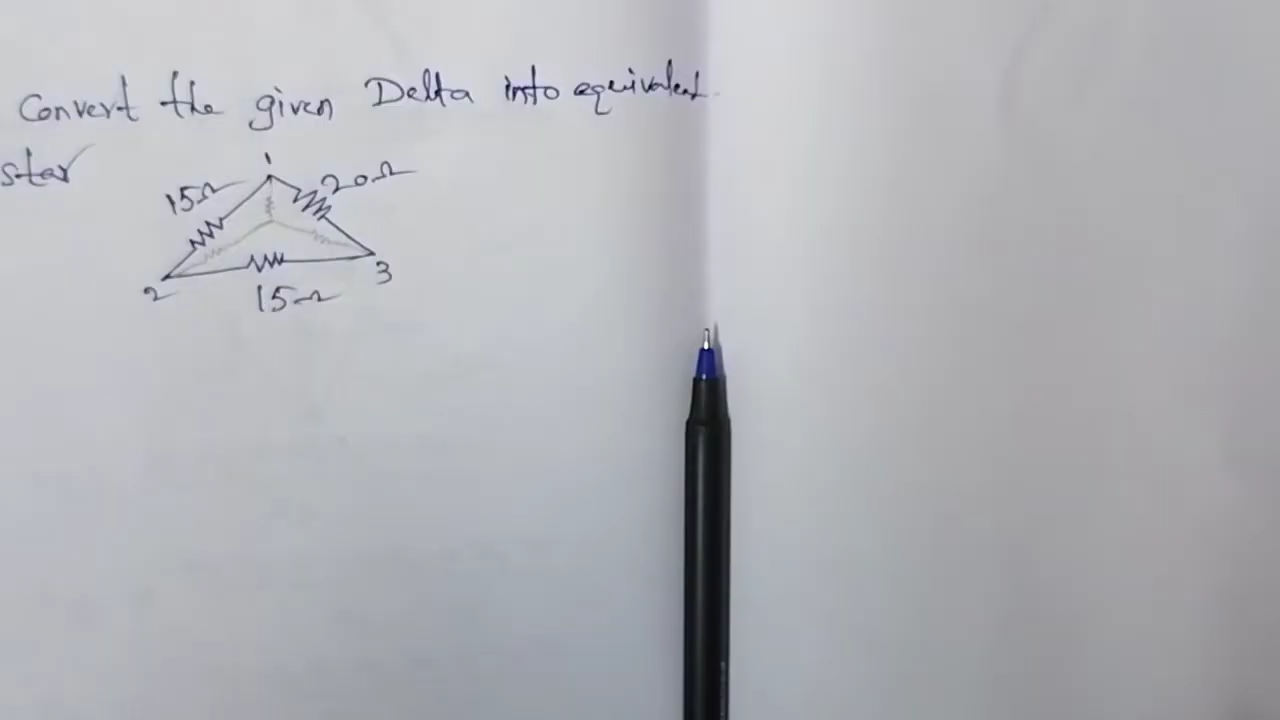 Convert the given Delta into equivalent
star
1
15Ω
20Ω
2
15Ω
3